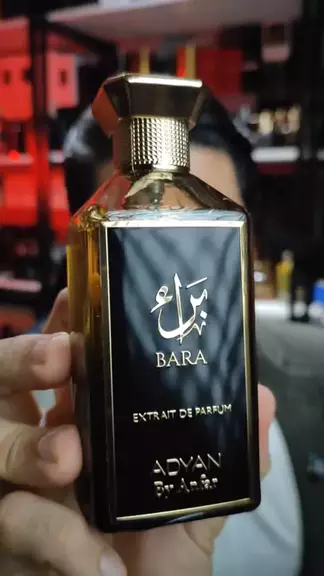 براء
BARA
EXTRAIT DE PARFUM
ADYAN
By Anfar